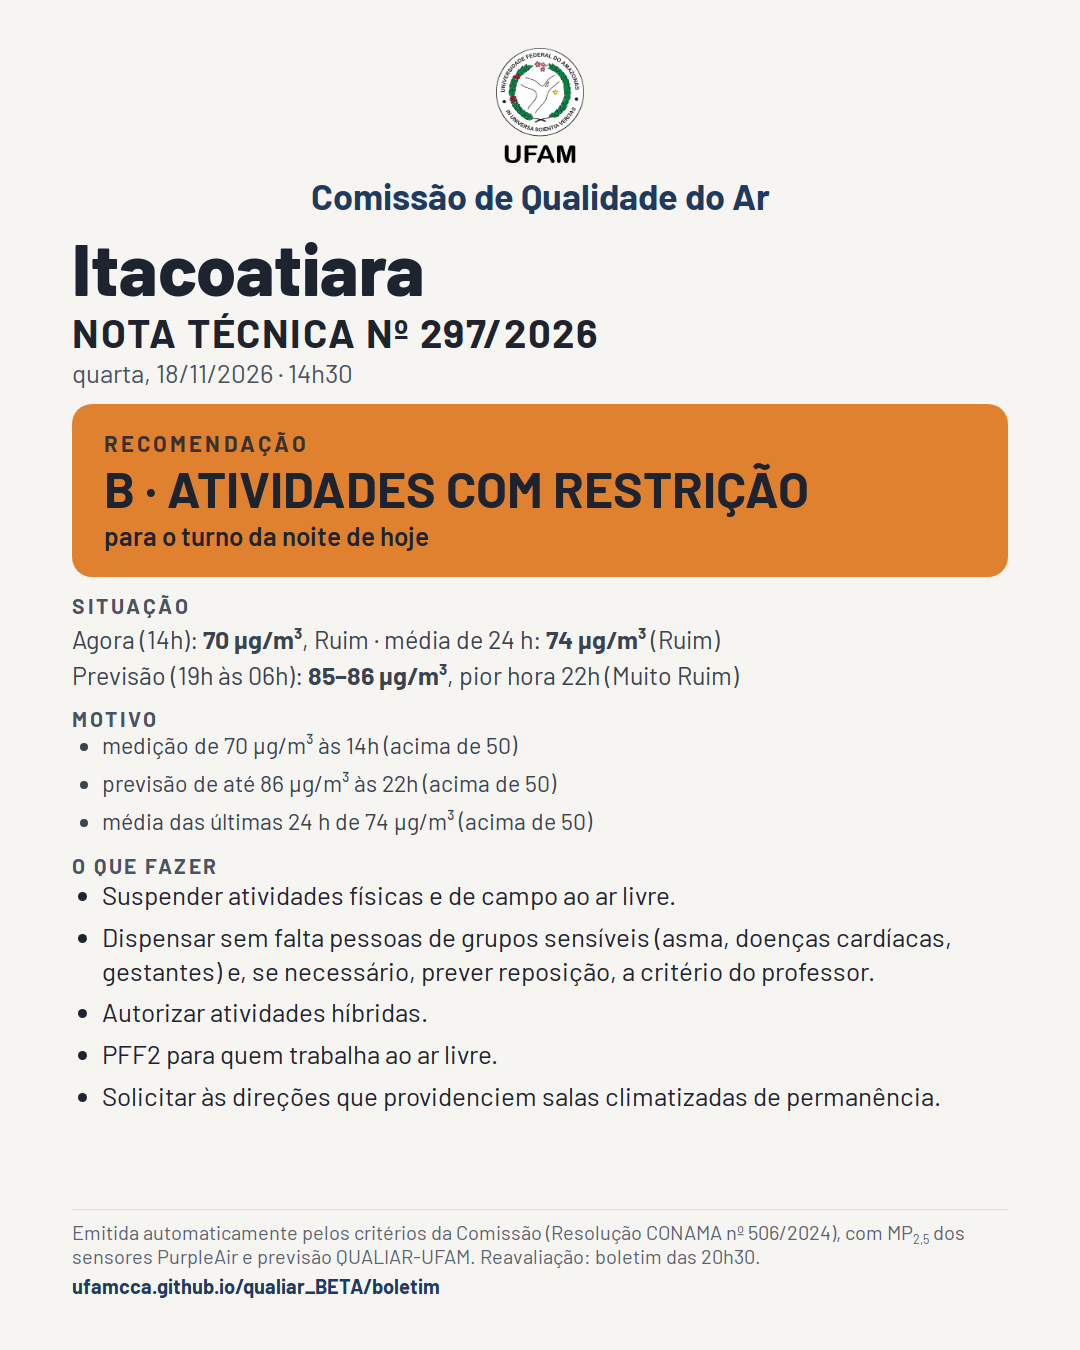 UNIVERSIDADE FEDERAL DO AMAZONAS
IN UNIVERSA SCIENTIA VERITAS
UFAM
Comissão de Qualidade do Ar
Itacoatiara
NOTA TÉCNICA Nº 297/2026
quarta, 18/11/2026 · 14h30
RECOMENDAÇÃO
B · ATIVIDADES COM RESTRIÇÃO
para o turno da noite de hoje
SITUAÇÃO
Agora (14h): 70 µg/m³, Ruim · média de 24 h: 74 µg/m³ (Ruim)
Previsão (19h às 06h): 85–86 µg/m³, pior hora 22h (Muito Ruim)
MOTIVO
• medição de 70 µg/m³ às 14h (acima de 50)
• previsão de até 86 µg/m³ às 22h (acima de 50)
• média das últimas 24 h de 74 µg/m³ (acima de 50)
O QUE FAZER
• Suspender atividades físicas e de campo ao ar livre.
• Dispensar sem falta pessoas de grupos sensíveis (asma, doenças cardíacas,
gestantes) e, se necessário, prever reposição, a critério do professor.
• Autorizar atividades híbridas.
• PFF2 para quem trabalha ao ar livre.
• Solicitar às direções que providenciem salas climatizadas de permanência.
Emitida automaticamente pelos critérios da Comissão (Resolução CONAMA nº 506/2024), com MP2,5 dos
sensores PurpleAir e previsão QUALIAR-UFAM. Reavaliação: boletim das 20h30.
ufamcca.github.io/qualiar_BETA/boletim